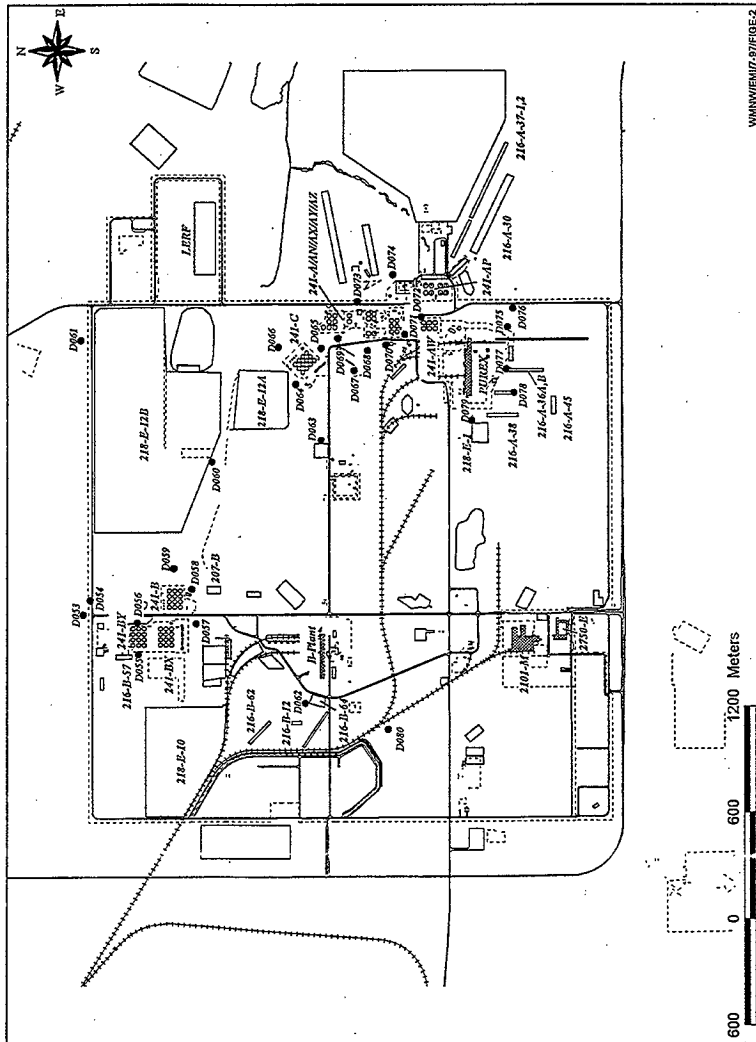 N
E
S
W
D061
LERF
D053
D054
218-E-12B
241-BY
D056
216-B-57
D055
241-BX
241-B
D059
D058
207-B
D057
D060
218-E-12A
D066
241-C
D065
D064
241-A/AN/AX/AY/AZ
D073
D074
D063
D069
D068
D067
D070
D071
D072
241-AP
216-A-37-1,2
216-A-30
241-AW
PUREX
D075
D076
D077
D078
D079
218-E-1
216-A-38
216-A-36A,B
216-A-45
218-E-10
216-B-62
216-B-12
D062
216-B-64
B-Plant
D080
2101-M
2750-E
600
0
600
1200 Meters